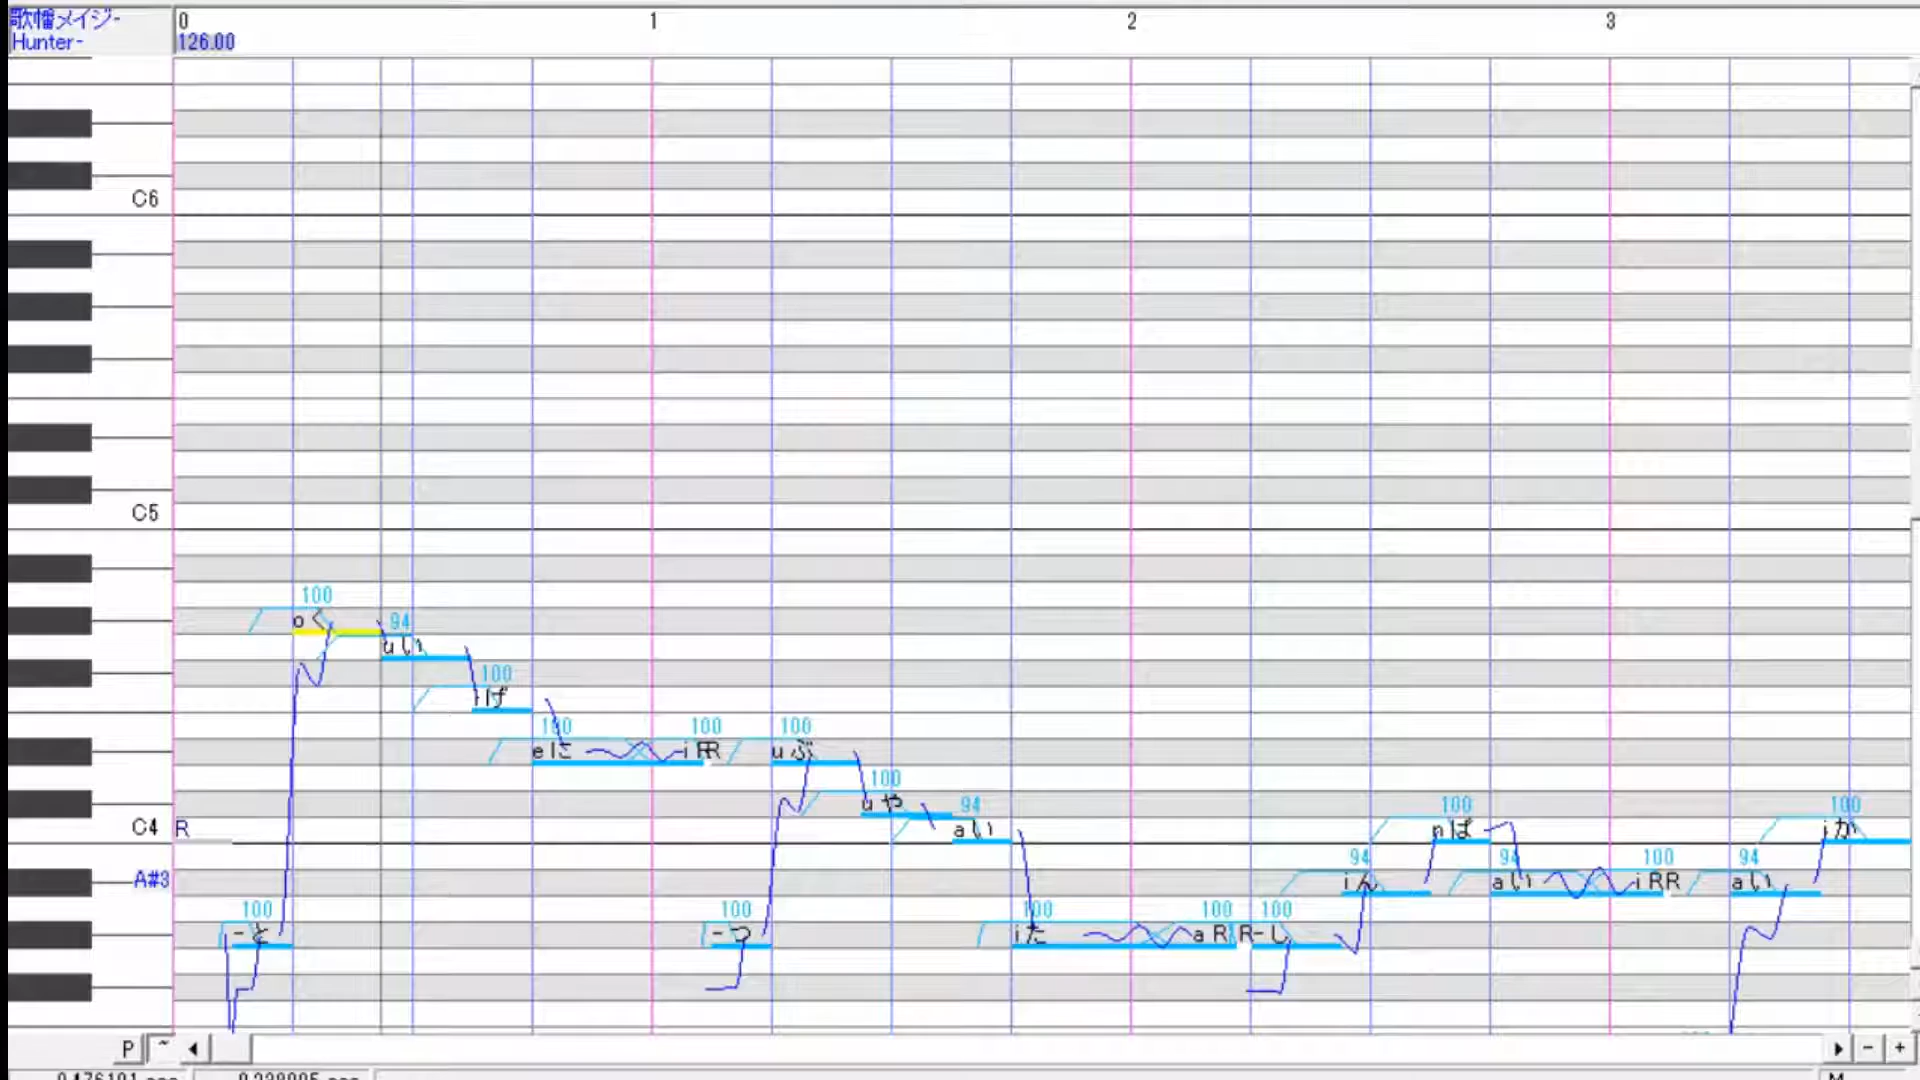 歌幡メイジ-
Hunter-
0 1 2 3
126.00
C6
C5
100
o く 94
u い
100
i げ
100 100 100
e に i R R u ぶ
100
u や 94 100 100
C4 R a い n ぱ i か
94 94 100 94
A#3 i ん a い i R R a い
100 100 100 100 100
- と - つ i た a R R - し
P ~ - +